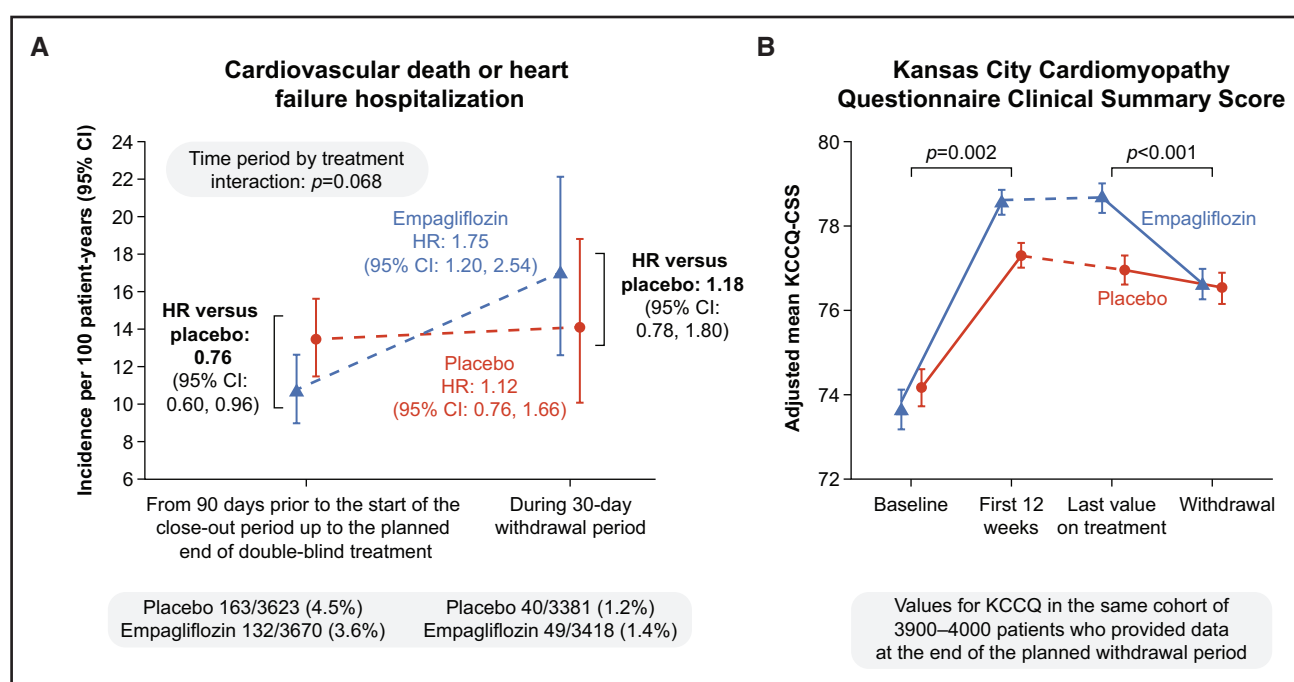 A
Cardiovascular death or heart
failure hospitalization
Incidence per 100 patient-years (95% CI)
24
22
20
18
16
14
12
10
8
6
Time period by treatment
interaction: p=0.068
Empagliflozin
HR: 1.75
(95% CI: 1.20, 2.54)
HR versus
placebo:
0.76
(95% CI:
0.60, 0.96)
Placebo
HR: 1.12
(95% CI: 0.76, 1.66)
HR versus
placebo: 1.18
(95% CI:
0.78, 1.80)
From 90 days prior to the start of the
close-out period up to the planned
end of double-blind treatment
During 30-day
withdrawal period
Placebo 163/3623 (4.5%)
Empagliflozin 132/3670 (3.6%)
Placebo 40/3381 (1.2%)
Empagliflozin 49/3418 (1.4%)
B
Kansas City Cardiomyopathy
Questionnaire Clinical Summary Score
Adjusted mean KCCQ-CSS
80
78
76
74
72
p=0.002
p<0.001
Empagliflozin
Placebo
Baseline
First 12
weeks
Last value
on treatment
Withdrawal
Values for KCCQ in the same cohort of
3900–4000 patients who provided data
at the end of the planned withdrawal period